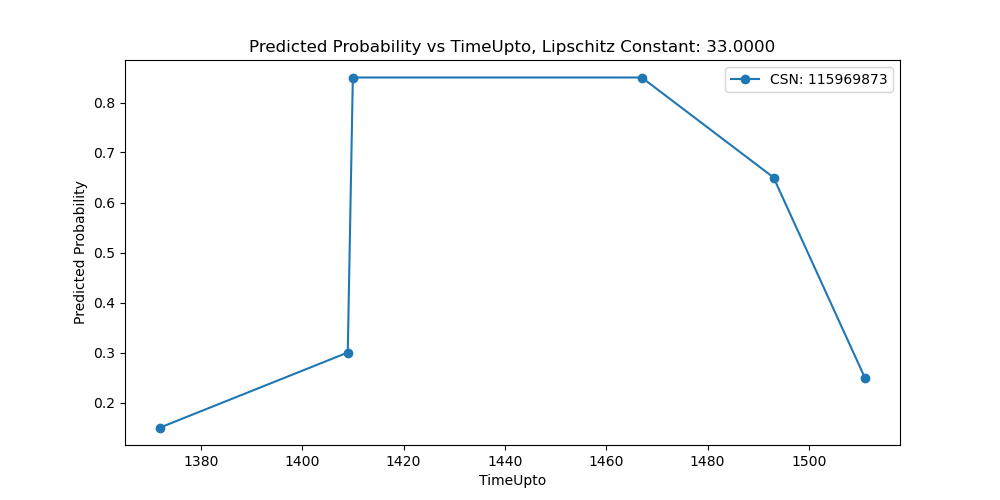 Predicted Probability vs TimeUpto, Lipschitz Constant: 33.0000
CSN: 115969873
Predicted Probability
0.8
0.7
0.6
0.5
0.4
0.3
0.2
1380 1400 1420 1440 1460 1480 1500
TimeUpto